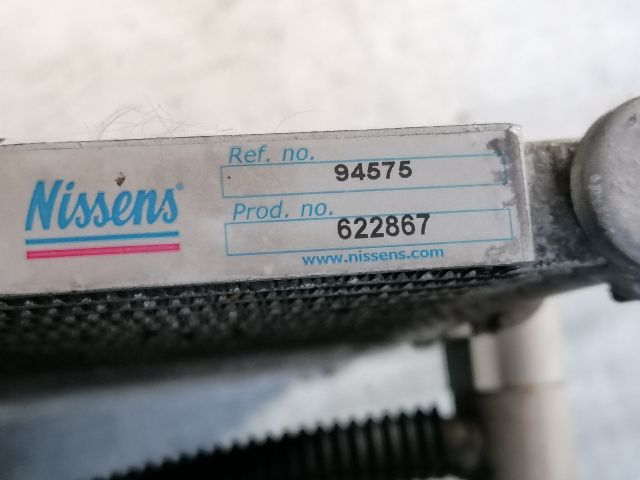 Nissens®
Ref. no.
94575
Prod. no.
622867
www.nissens.com